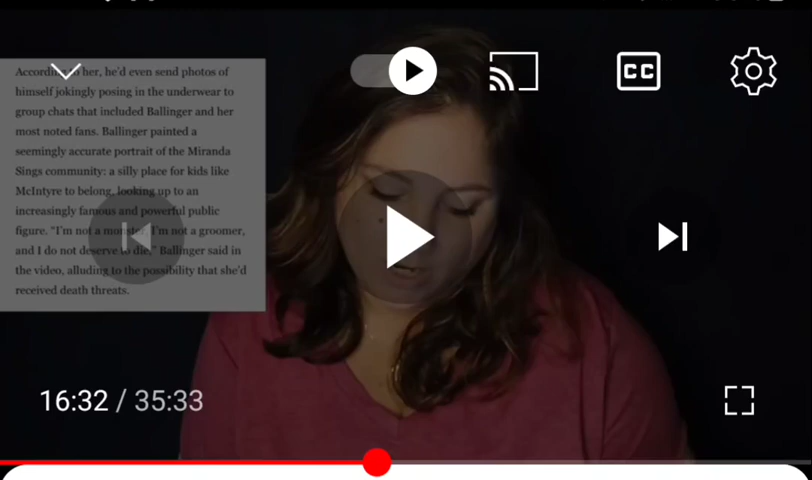 According to her, he'd even send photos of
himself jokingly posing in the underwear to
group chats that included Ballinger and her
most noted fans. Ballinger painted a
seemingly accurate portrait of the Miranda
Sings community: a silly place for kids like
McIntyre to belong, looking up to an
increasingly famous and powerful public
figure. “I'm not a monster, I'm not a groomer,
and I do not deserve to die,” Ballinger said in
the video, alluding to the possibility that she'd
received death threats.
CC
16:32 / 35:33